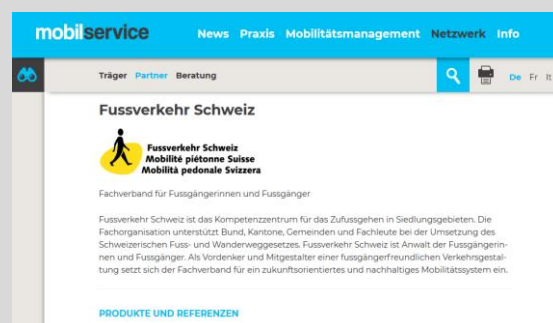 mobilservice
News Praxis Mobilitätsmanagement Netzwerk Info
Träger Partner Beratung
De Fr It
Fussverkehr Schweiz
Fussverkehr Schweiz
Mobilité piétonne Suisse
Mobilità pedonale Svizzera
Fachverband für Fussgängerinnen und Fussgänger
Fussverkehr Schweiz ist das Kompetenzzentrum für das Zufussgehen in Siedlungsgebieten. Die
Fachorganisation unterstützt Bund, Kantone, Gemeinden und Fachleute bei der Umsetzung des
Schweizerischen Fuss- und Wanderweggesetzes. Fussverkehr Schweiz ist Anwalt der Fussgängerin-
nen und Fussgänger. Als Vordenker und Mitgestalter einer fussgängerfreundlichen Verkehrsgestal-
tung setzt sich der Fachverband für ein zukunftsorientiertes und nachhaltiges Mobilitätssystem ein.
PRODUKTE UND REFERENZEN